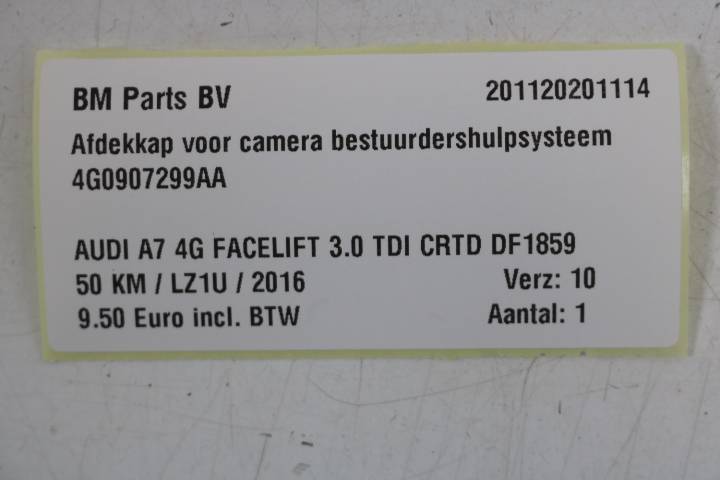 BM Parts BV 201120201114
Afdekkap voor camera bestuurdershulpsysteem
4G0907299AA
AUDI A7 4G FACELIFT 3.0 TDI CRTD DF1859
50 KM / LZ1U / 2016 Verz: 10
9.50 Euro incl. BTW Aantal: 1